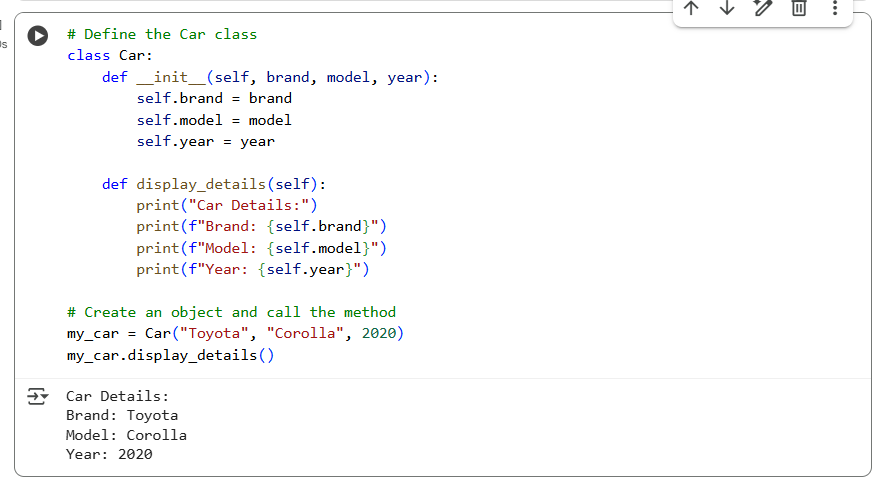 # Define the Car class
class Car:
    def __init__(self, brand, model, year):
        self.brand = brand
        self.model = model
        self.year = year

    def display_details(self):
        print("Car Details:")
        print(f"Brand: {self.brand}")
        print(f"Model: {self.model}")
        print(f"Year: {self.year}")

# Create an object and call the method
my_car = Car("Toyota", "Corolla", 2020)
my_car.display_details()
Car Details:
Brand: Toyota
Model: Corolla
Year: 2020